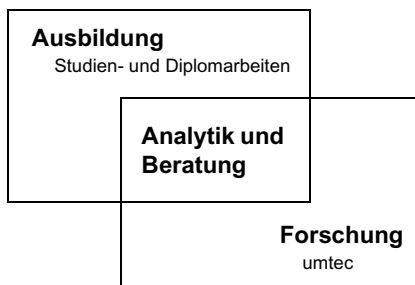 Ausbildung
Studien- und Diplomarbeiten
Analytik und
Beratung
Forschung
umtec